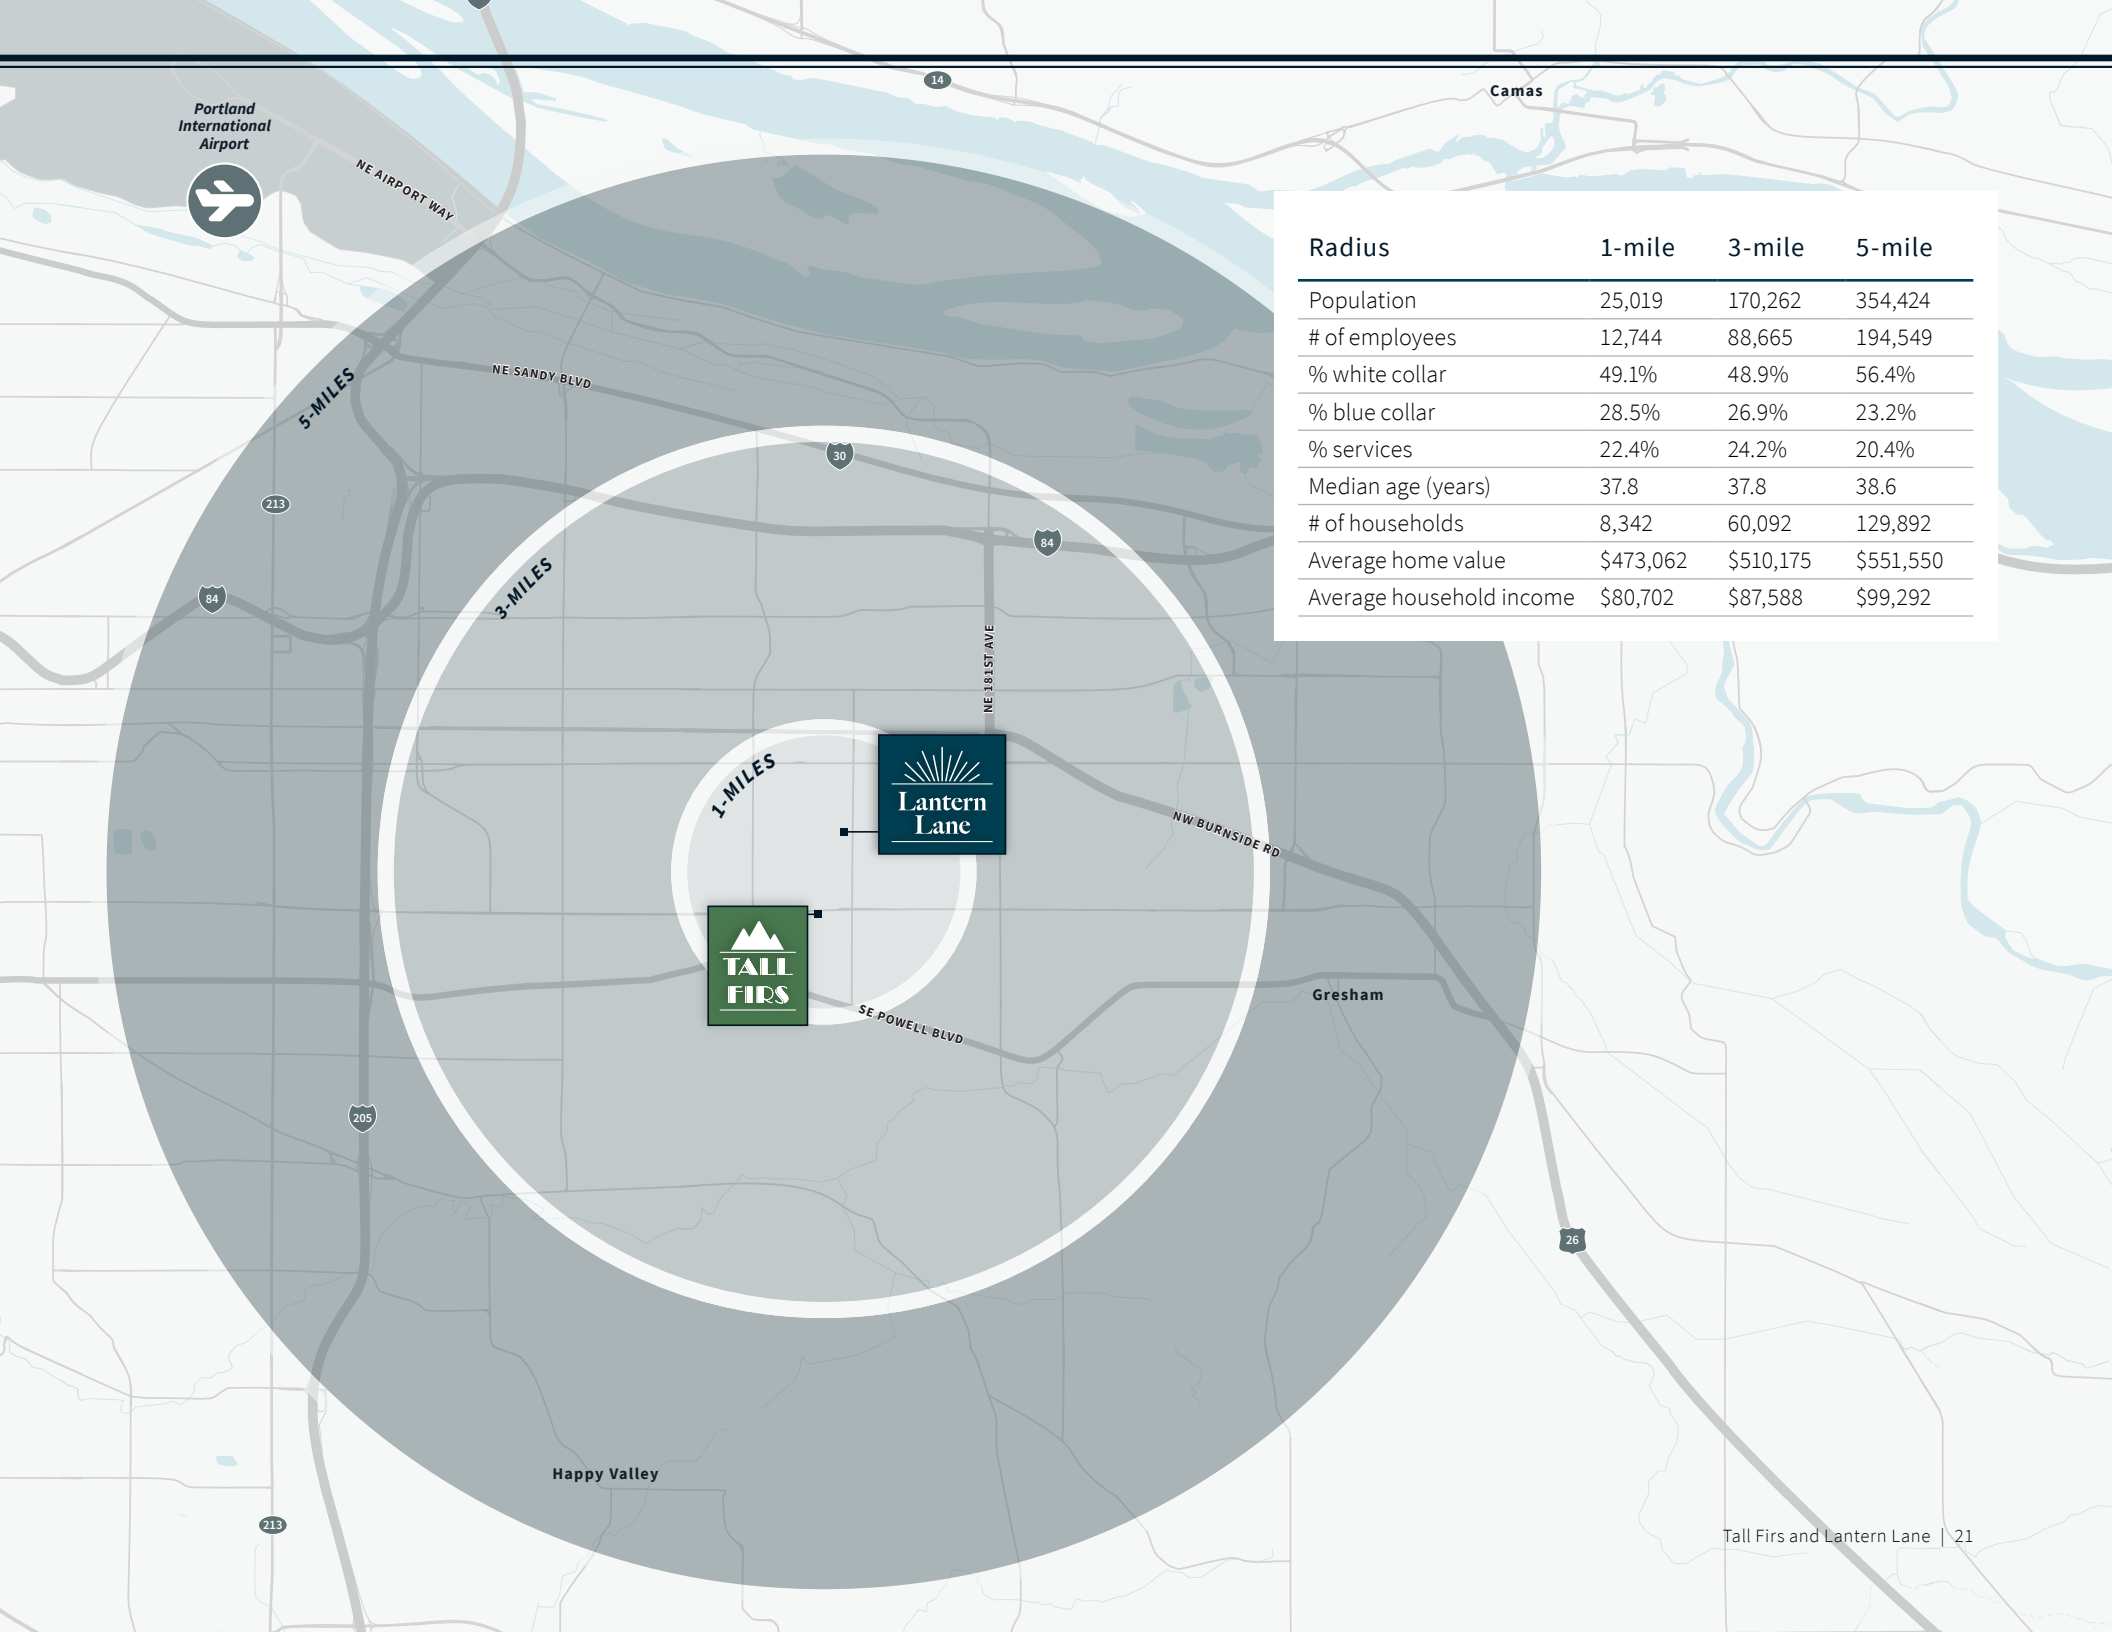 14
Camas
Portland
International
Airport
NE AIRPORT WAY
Radius 1-mile 3-mile 5-mile
Population 25,019 170,262 354,424
# of employees 12,744 88,665 194,549
% white collar 49.1% 48.9% 56.4%
% blue collar 28.5% 26.9% 23.2%
% services 22.4% 24.2% 20.4%
Median age (years) 37.8 37.8 38.6
# of households 8,342 60,092 129,892
Average home value $473,062 $510,175 $551,550
Average household income $80,702 $87,588 $99,292
5-MILES
NE SANDY BLVD
30
213
84
3-MILES
84
NE 181ST AVE
1-MILES
Lantern
Lane
NW BURNSIDE RD
TALL
FIRS
SE POWELL BLVD
Gresham
205
26
Happy Valley
213
Tall Firs and Lantern Lane | 21